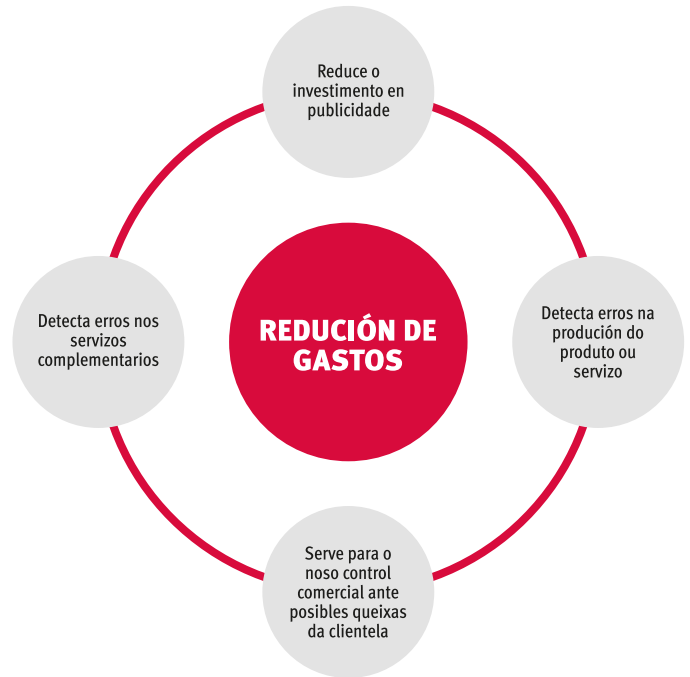 Reduce o
investimento en
publicidade
Detecta erros nos
servizos
complementarios
REDUCIÓN DE
GASTOS
Detecta erros na
produción do
produto ou
servizo
Serve para o
noso control
comercial ante
posibles queixas
da clientela